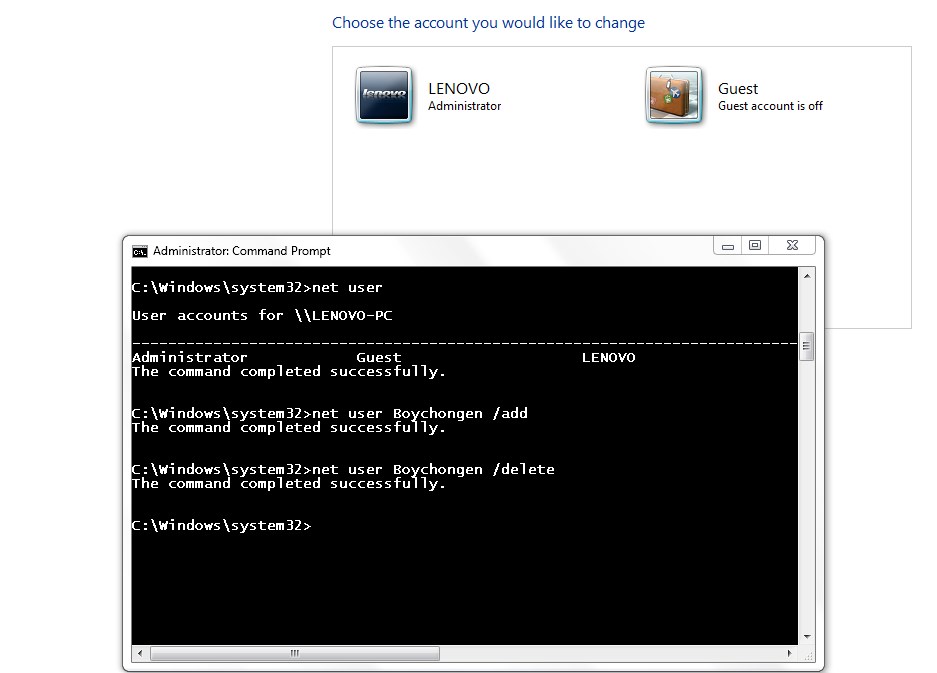 Choose the account you would like to change
lenovo
LENOVO
Administrator
Guest
Guest account is off
Administrator: Command Prompt
C:\Windows\system32>net user
User accounts for \\LENOVO-PC
-------------------------------------------------------------------------------
Administrator            Guest                    LENOVO
The command completed successfully.
C:\Windows\system32>net user Boychongen /add
The command completed successfully.
C:\Windows\system32>net user Boychongen /delete
The command completed successfully.
C:\Windows\system32>